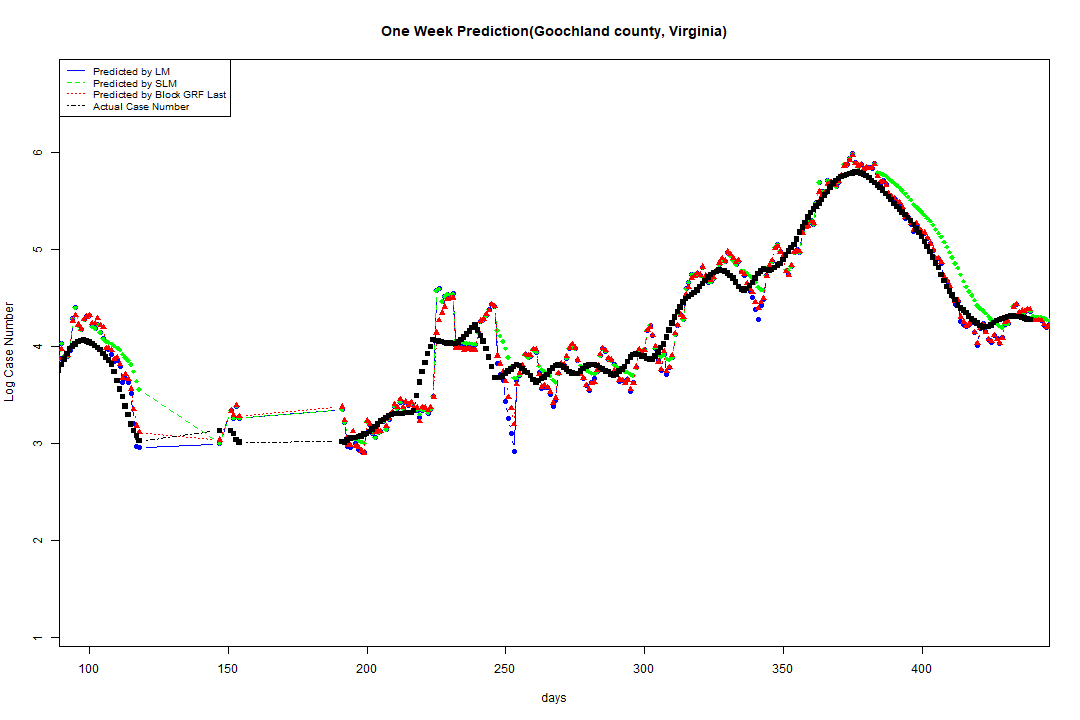 One Week Prediction(Goochland county, Virginia)
Predicted by LM
Predicted by SLM
Predicted by Block GRF Last
Actual Case Number
Log Case Number
6
5
4
3
2
1
100 150 200 250 300 350 400
days